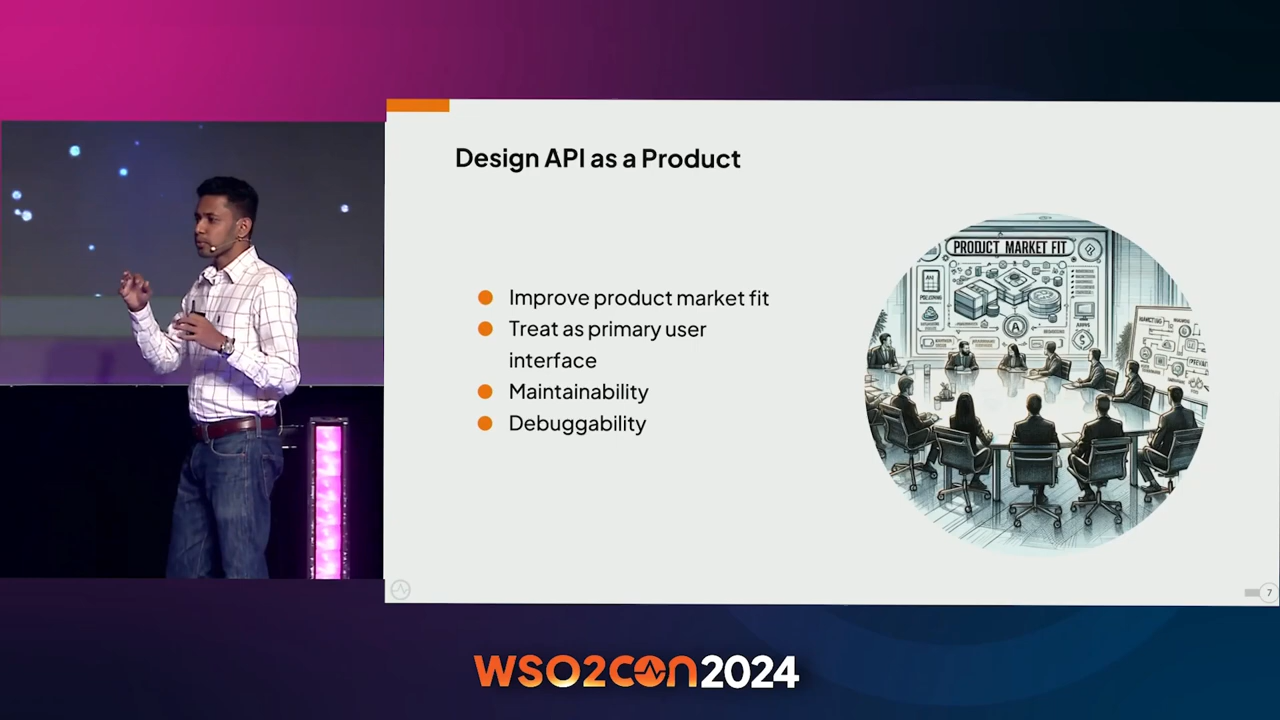 Design API as a Product
Improve product market fit
Treat as primary user
interface
Maintainability
Debuggability
PRODUCT MARKET FIT
7
WSO2CON2024